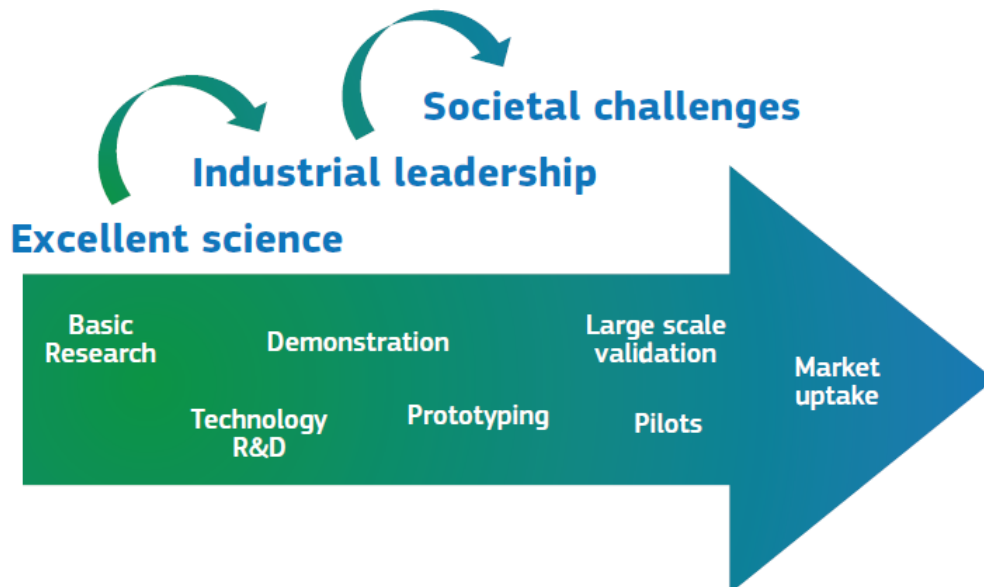 Societal challenges
Industrial leadership
Excellent science
Basic
Research
Demonstration
Large scale
validation
Market
uptake
Technology
R&D
Prototyping
Pilots